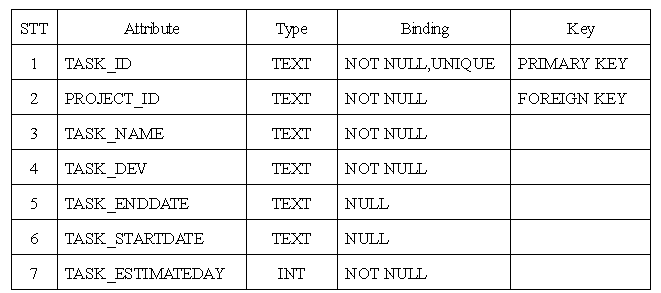 STT Attribute Type Binding Key
1 TASK_ID TEXT NOT NULL,UNIQUE PRIMARY KEY
2 PROJECT_ID TEXT NOT NULL FOREIGN KEY
3 TASK_NAME TEXT NOT NULL
4 TASK_DEV TEXT NOT NULL
5 TASK_ENDDATE TEXT NULL
6 TASK_STARTDATE TEXT NULL
7 TASK_ESTIMATEDAY INT NOT NULL